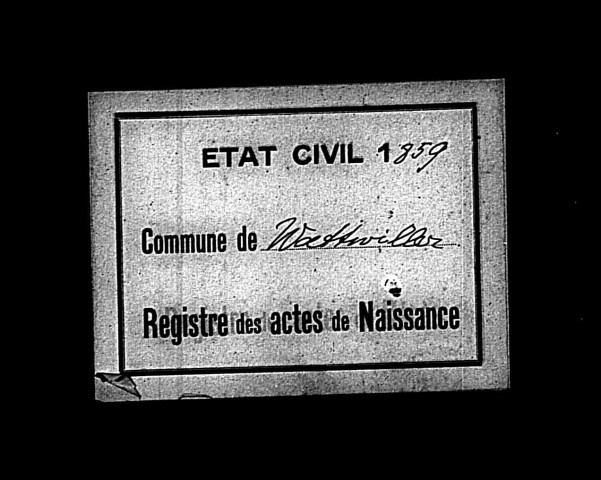 ETAT CIVIL 1859
Commune de Wattwiller
Registre des actes de Naissance